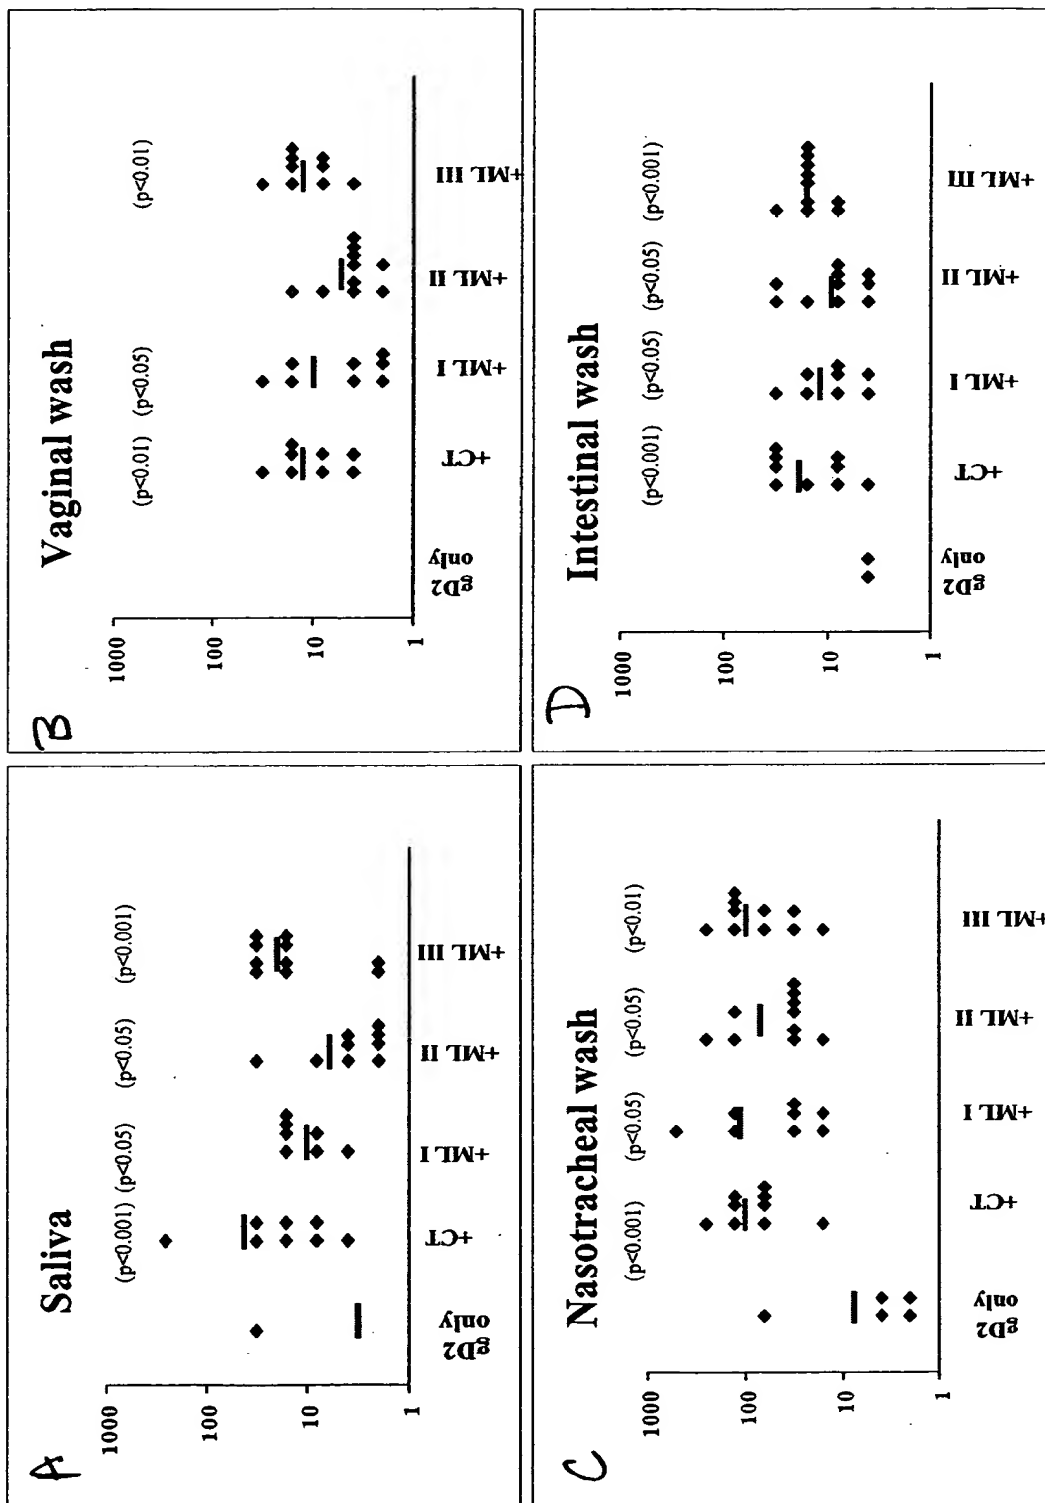 A
Saliva
(p<0.001) (p<0.05) (p<0.05) (p<0.001)
1000
100
10
1
gD2 only
+CT
+ML I
+ML II
+ML III
B
Vaginal wash
(p<0.01) (p<0.05) (p<0.01)
1000
100
10
1
gD2 only
+CT
+ML I
+ML II
+ML III
C
Nasotracheal wash
(p<0.001) (p<0.05) (p<0.05) (p<0.01)
1000
100
10
1
gD2 only
+CT
+ML I
+ML II
+ML III
D
Intestinal wash
(p<0.001) (p<0.05) (p<0.05) (p<0.001)
1000
100
10
1
gD2 only
+CT
+ML I
+ML II
+ML III